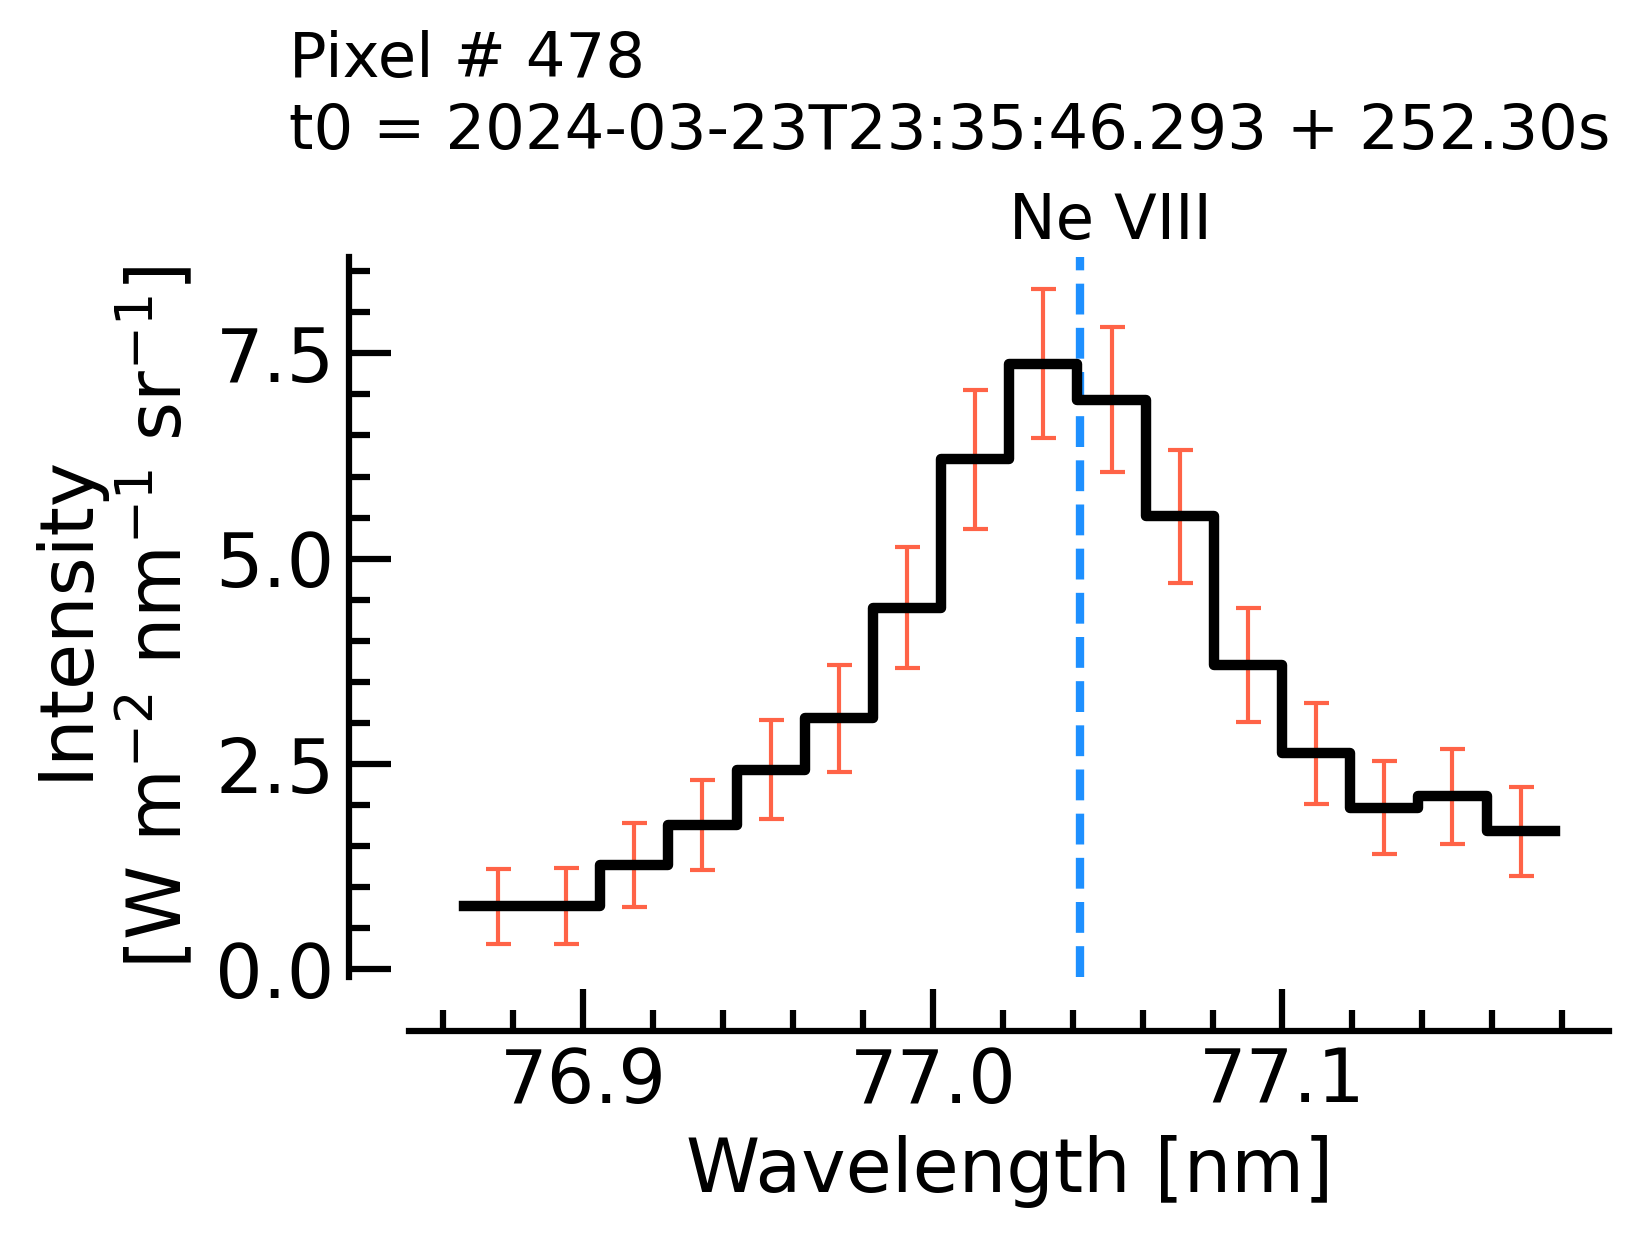 Pixel # 478
t0 = 2024-03-23T23:35:46.293 + 252.30s
Ne VIII
Intensity
[W m⁻² nm⁻¹ sr⁻¹]
7.5
5.0
2.5
0.0
76.9 77.0 77.1
Wavelength [nm]